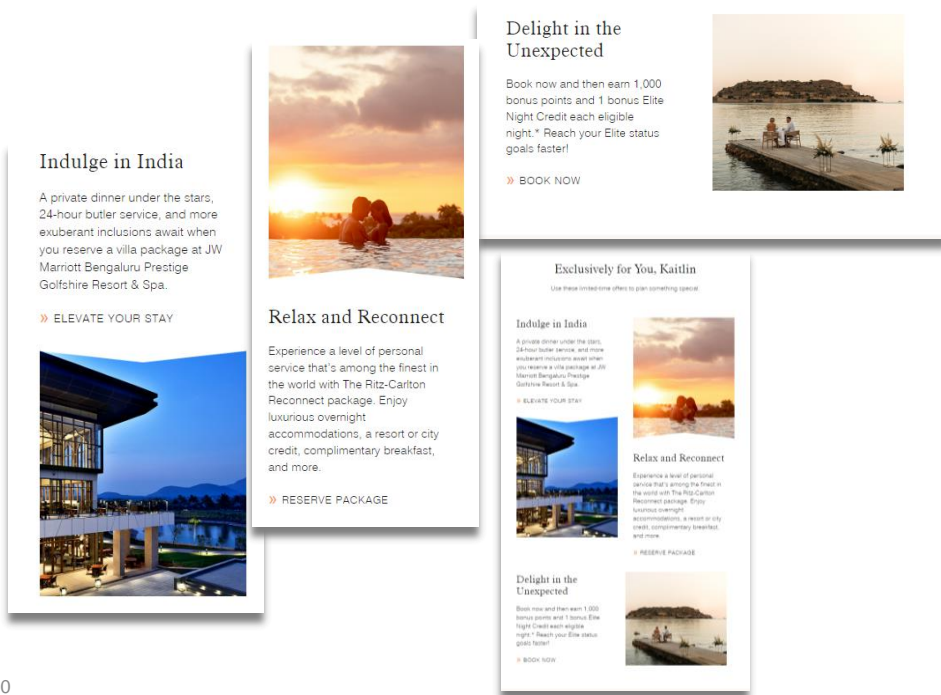 Indulge in India
A private dinner under the stars,
24-hour butler service, and more
exuberant inclusions await when
you reserve a villa package at JW
Marriott Bengaluru Prestige
Golfshire Resort & Spa.
» ELEVATE YOUR STAY
Relax and Reconnect
Experience a level of personal
service that's among the finest in
the world with The Ritz-Carlton
Reconnect package. Enjoy
luxurious overnight
accommodations, a resort or city
credit, complimentary breakfast,
and more.
» RESERVE PACKAGE
Delight in the
Unexpected
Book now and then earn 1,000
bonus points and 1 bonus Elite
Night Credit each eligible
night.* Reach your Elite status
goals faster!
» BOOK NOW
Exclusively for You, Kaitlin
Use these limited-time offers to plan something special.
Indulge in India
A private dinner under the stars,
24-hour butler service, and more
exuberant inclusions await when
you reserve a villa package at JW
Marriott Bengaluru Prestige
Golfshire Resort & Spa.
» ELEVATE YOUR STAY
Relax and Reconnect
Experience a level of personal
service that's among the finest in
the world with The Ritz-Carlton
Reconnect package. Enjoy
luxurious overnight
accommodations, a resort or city
credit, complimentary breakfast,
and more.
» RESERVE PACKAGE
Delight in the
Unexpected
Book now and then earn 1,000
bonus points and 1 bonus Elite
Night Credit each eligible
night.* Reach your Elite status
goals faster!
» BOOK NOW
0